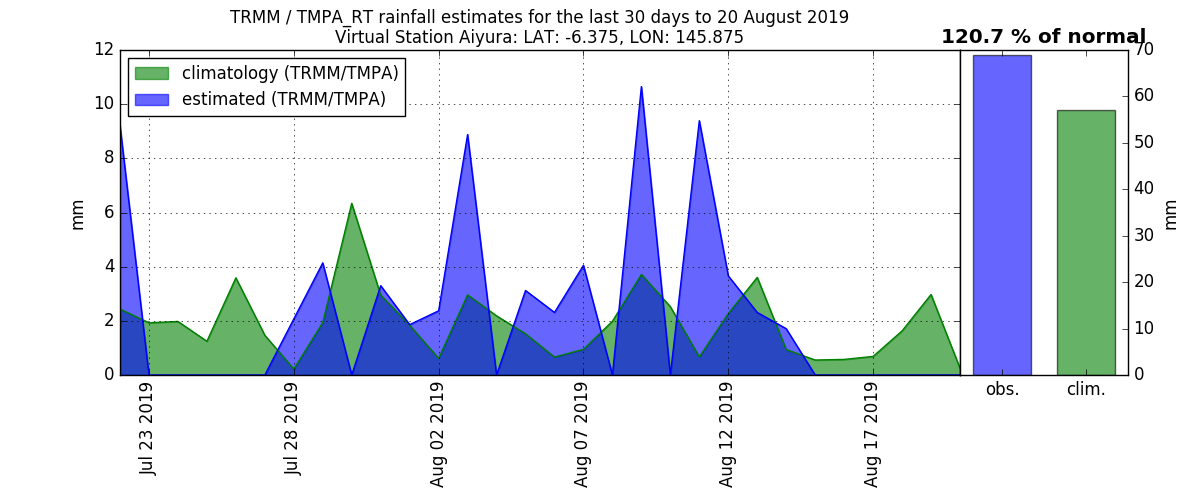 TRMM / TMPA_RT rainfall estimates for the last 30 days to 20 August 2019
Virtual Station Aiyura: LAT: -6.375, LON: 145.875
120.7 % of normal
climatology (TRMM/TMPA)
estimated (TRMM/TMPA)
12
10
8
6
4
2
0
mm
Jul 23 2019
Jul 28 2019
Aug 02 2019
Aug 07 2019
Aug 12 2019
Aug 17 2019
70
60
50
40
30
20
10
0
mm
obs.
clim.